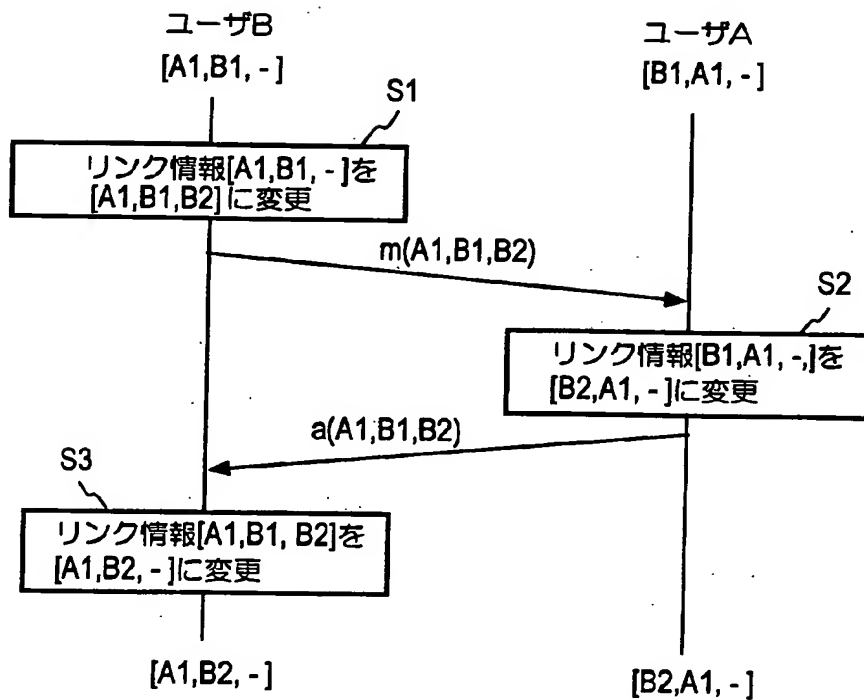 ユーザB
ユーザA
[A1,B1, - ]
[B1,A1, - ]
S1
リンク情報[A1,B1, - ]を
[A1,B1,B2] に変更
m(A1,B1,B2)
S2
リンク情報[B1,A1, -,]を
[B2,A1, - ]に変更
a(A1,B1,B2)
S3
リンク情報[A1,B1, B2]を
[A1,B2, - ]に変更
[A1,B2, - ]
[B2,A1, - ]